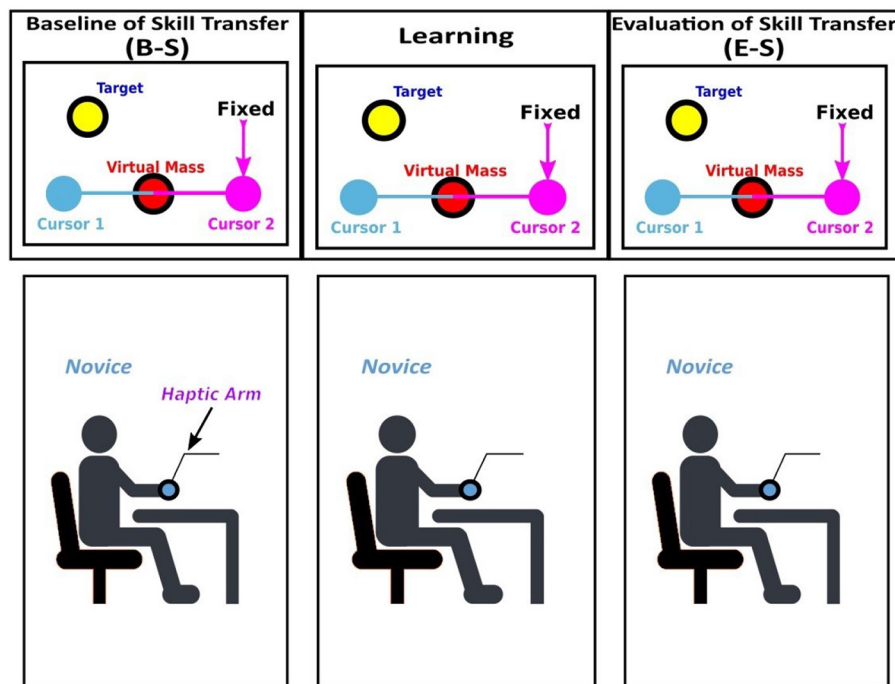 Baseline of Skill Transfer
(B-S)
Target
Fixed
Virtual Mass
Cursor 1
Cursor 2
Learning
Target
Fixed
Virtual Mass
Cursor 1
Cursor 2
Evaluation of Skill Transfer
(E-S)
Target
Fixed
Virtual Mass
Cursor 1
Cursor 2
Novice
Haptic Arm
Novice
Novice